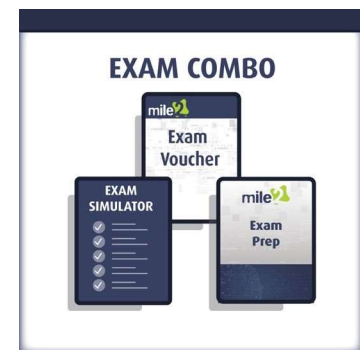 EXAM COMBO
mile2
Exam
Voucher
EXAM
SIMULATOR
mile2
Exam
Prep